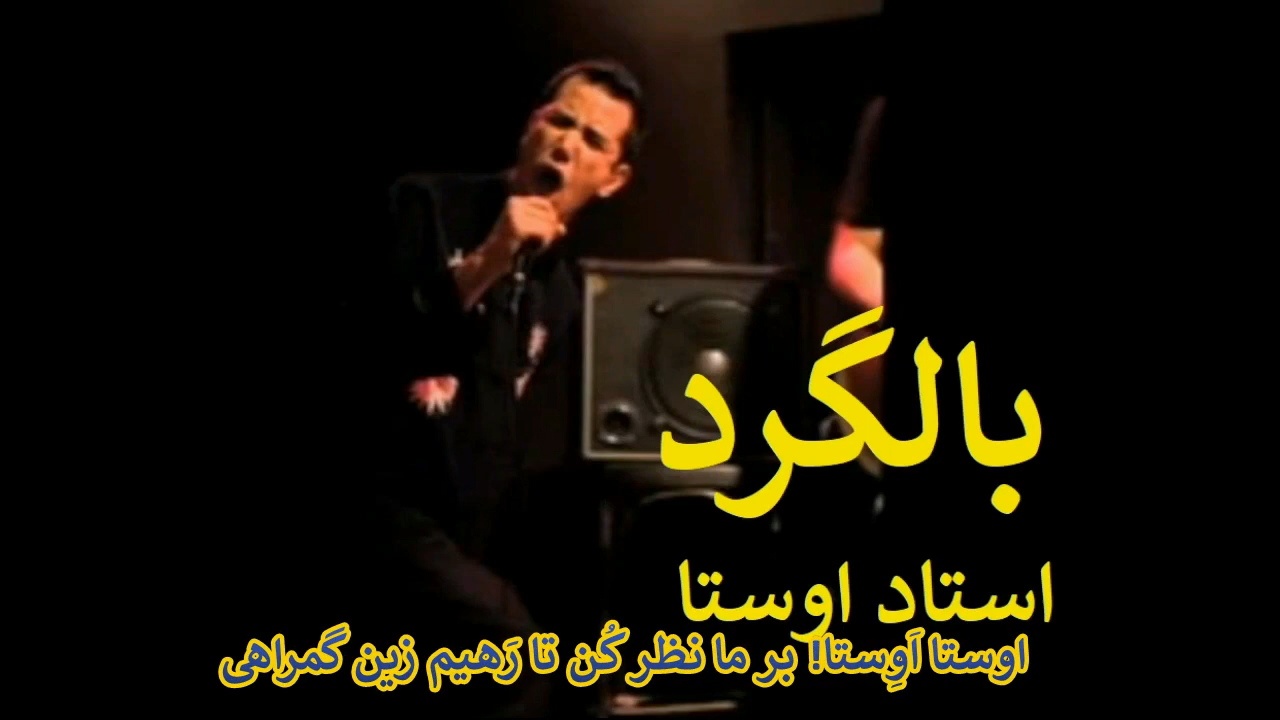 بالگرد
استاد اوستا
اوستا اَوِستا! بر ما نظر کُن تا رَهیم زین گمراهی